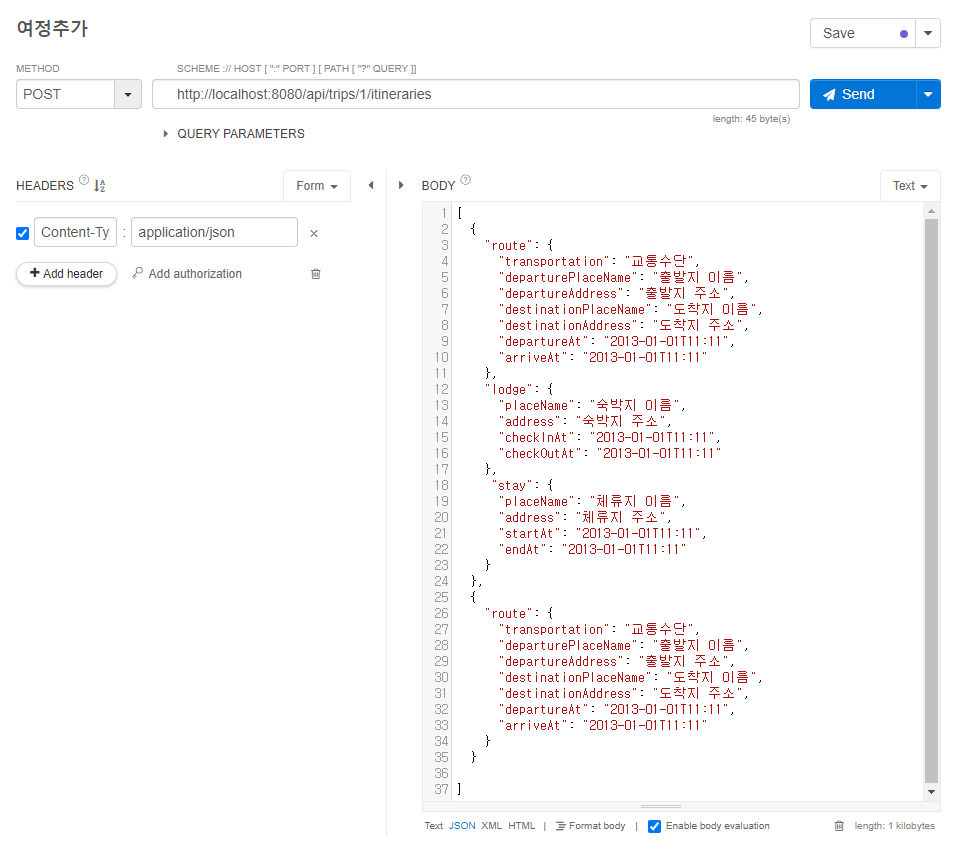 여정추가
Save
METHOD
SCHEME :// HOST [ ":" PORT ] [ PATH [ "?" QUERY ]]
POST
http://localhost:8080/api/trips/1/itineraries
Send
length: 45 byte(s)
QUERY PARAMETERS
HEADERS ?
Form
BODY ?
Text
Content-Ty : application/json ×
+ Add header
Add authorization
1 [
2 {
3 "route": {
4 "transportation": "교통수단",
5 "departurePlaceName": "출발지 이름",
6 "departureAddress": "출발지 주소",
7 "destinationPlaceName": "도착지 이름",
8 "destinationAddress": "도착지 주소",
9 "departureAt": "2013-01-01T11:11",
10 "arriveAt": "2013-01-01T11:11"
11 },
12 "lodge": {
13 "placeName": "숙박지 이름",
14 "address": "숙박지 주소",
15 "checkInAt": "2013-01-01T11:11",
16 "checkOutAt": "2013-01-01T11:11"
17 },
18 "stay": {
19 "placeName": "체류지 이름",
20 "address": "체류지 주소",
21 "startAt": "2013-01-01T11:11",
22 "endAt": "2013-01-01T11:11"
23 }
24 },
25 {
26 "route": {
27 "transportation": "교통수단",
28 "departurePlaceName": "출발지 이름",
29 "departureAddress": "출발지 주소",
30 "destinationPlaceName": "도착지 이름",
31 "destinationAddress": "도착지 주소",
32 "departureAt": "2013-01-01T11:11",
33 "arriveAt": "2013-01-01T11:11"
34 }
35 }
36
37 ]
Text JSON XML HTML | Format body | Enable body evaluation
length: 1 kilobytes